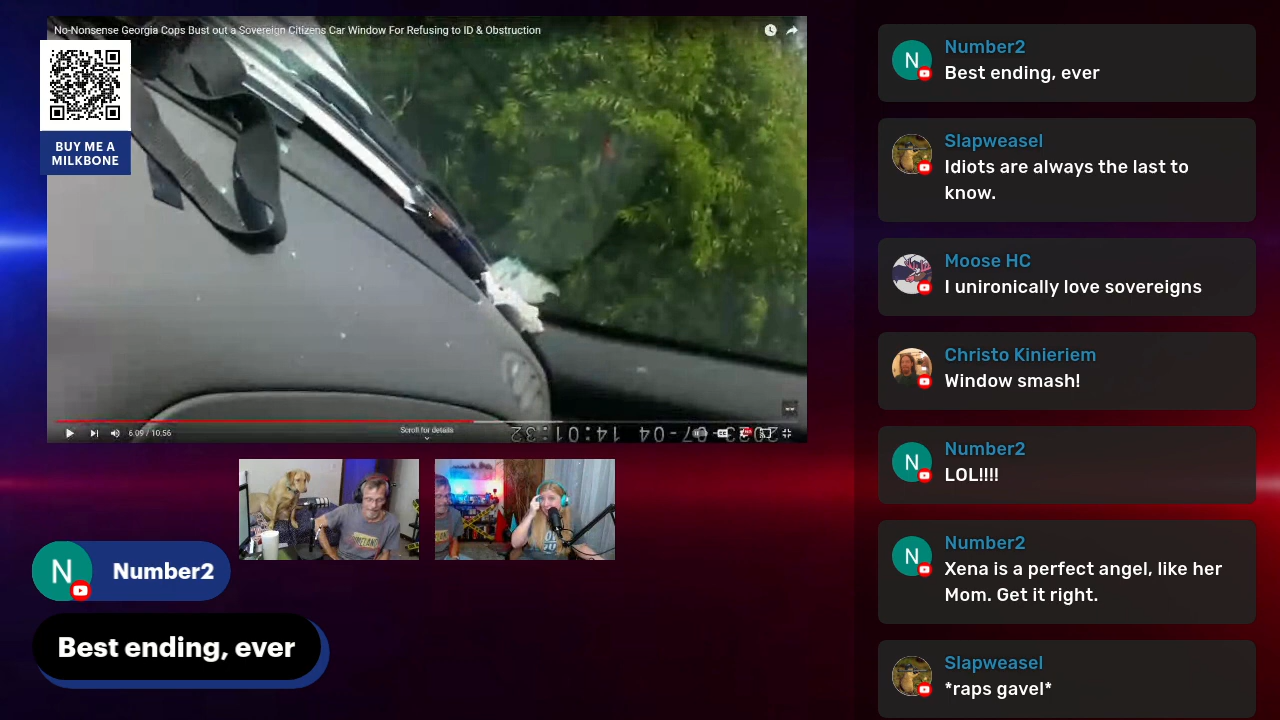 No-Nonsense Georgia Cops Bust out a Sovereign Citizens Car Window For Refusing to ID & Obstruction
BUY ME A
MILKBONE
6:09 / 10:56
Scroll for details
N
Number2
Best ending, ever
N
Number2
Best ending, ever
Slapweasel
Idiots are always the last to
know.
Moose HC
I unironically love sovereigns
Christo Kinieriem
Window smash!
N
Number2
LOL!!!!
N
Number2
Xena is a perfect angel, like her
Mom. Get it right.
Slapweasel
*raps gavel*